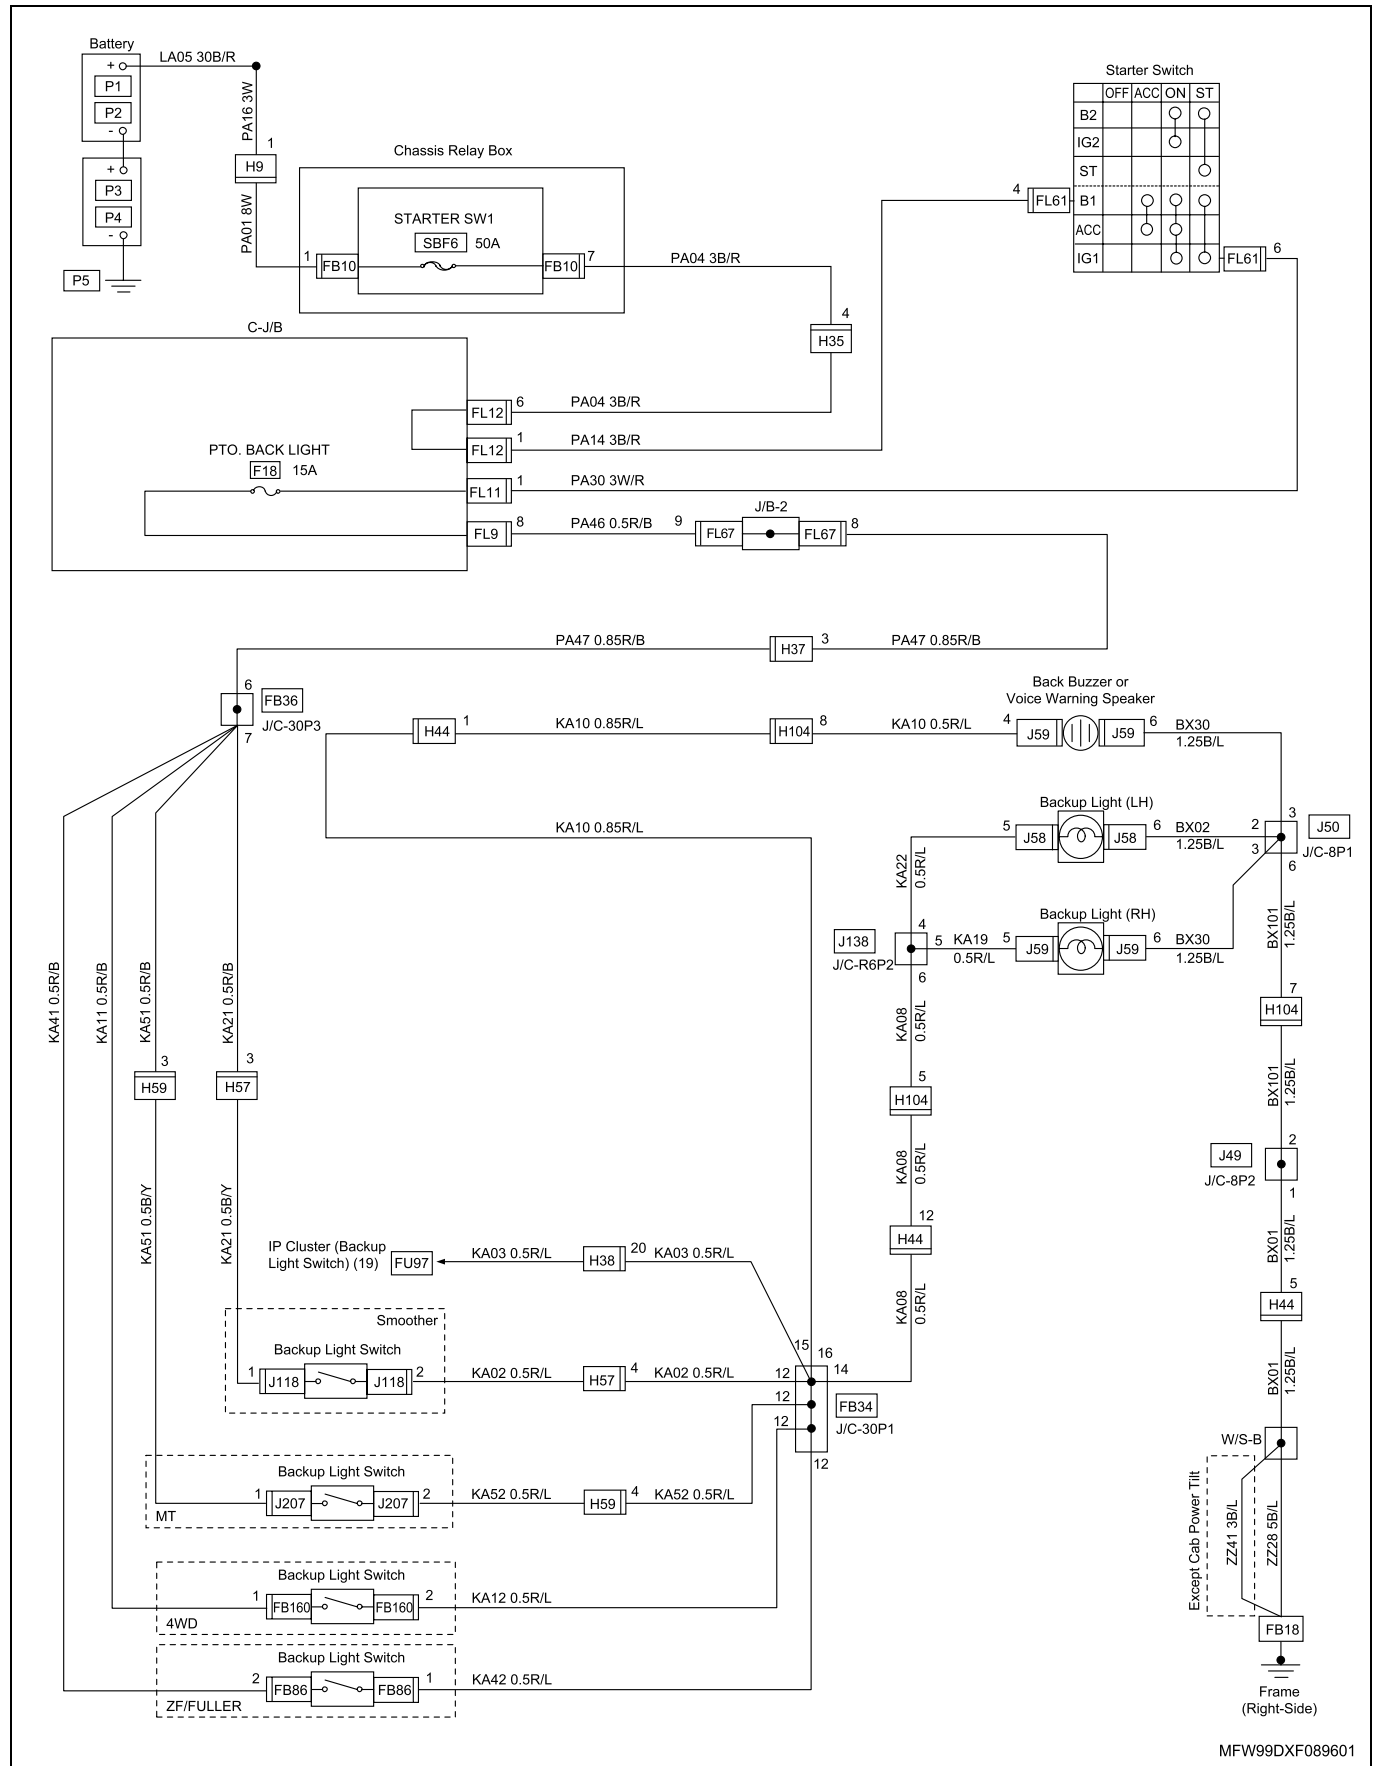 Battery
LA05 30B/R
+
P1
P2
-
+
P3
P4
-
P5
PA16 3W
1
H9
PA01 8W
Chassis Relay Box
STARTER SW1
SBF6 50A
1 FB10
FB10 7
PA04 3B/R
4
H35
Starter Switch
OFF ACC ON ST
B2
IG2
ST
B1
ACC
IG1
4 FL61
FL61 6
C-J/B
FL12 6 PA04 3B/R
FL12 1 PA14 3B/R
PTO. BACK LIGHT
F18 15A
FL11 1 PA30 3W/R
J/B-2
FL9 8 PA46 0.5R/B 9 FL67 FL67 8
PA47 0.85R/B H37 3 PA47 0.85R/B
6
FB36
J/C-30P3
7
Back Buzzer or
Voice Warning Speaker
H44 1 KA10 0.85R/L H104 8 KA10 0.5R/L 4 J59 J59 6 BX30
1.25B/L
KA10 0.85R/L
Backup Light (LH)
5 J58 J58 6 BX02
1.25B/L
2
3
3
J50
J/C-8P1
6
KA22
0.5R/L
Backup Light (RH)
J138
J/C-R6P2
4
5 KA19
0.5R/L
5 J59 J59 6 BX30
1.25B/L
6
BX101
1.25B/L
7
H104
BX101
1.25B/L
2
J49
J/C-8P2
1
BX01
1.25B/L
5
H44
BX01
1.25B/L
W/S-B
Except Cab Power Tilt
ZZ41 3B/L
ZZ28 5B/L
FB18
Frame
(Right-Side)
KA08
0.5R/L
5
H104
KA08
0.5R/L
12
H44
KA08
0.5R/L
KA41 0.5R/B
KA11 0.5R/B
KA51 0.5R/B
KA21 0.5R/B
3
H59
3
H57
KA51 0.5B/Y
KA21 0.5B/Y
IP Cluster (Backup
Light Switch) (19)
FU97
KA03 0.5R/L H38 20 KA03 0.5R/L
Smoother
Backup Light Switch
1 J118 J118 2 KA02 0.5R/L H57 4 KA02 0.5R/L
15
16
14
12
12
12
12
FB34
J/C-30P1
Backup Light Switch
1 J207 J207 2 KA52 0.5R/L H59 4 KA52 0.5R/L
MT
Backup Light Switch
1 FB160 FB160 2 KA12 0.5R/L
4WD
Backup Light Switch
2 FB86 FB86 1 KA42 0.5R/L
ZF/FULLER
MFW99DXF089601